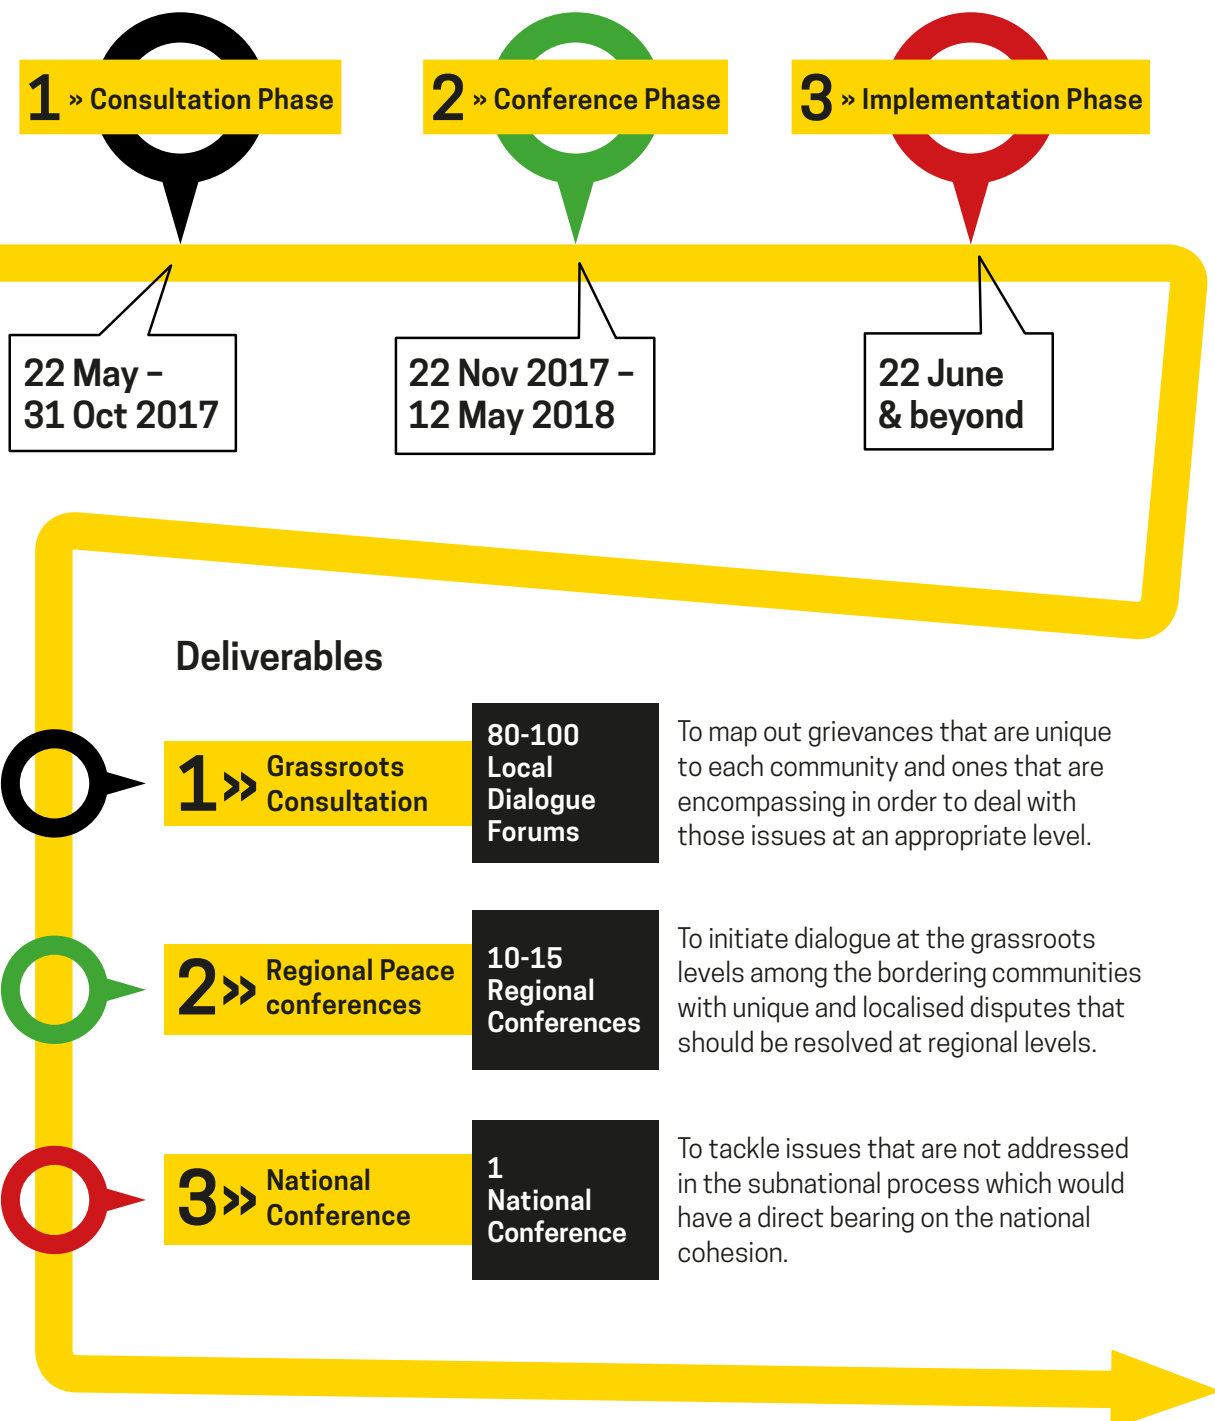 1 » Consultation Phase
2 » Conference Phase
3 » Implementation Phase
22 May –
31 Oct 2017
22 Nov 2017 –
12 May 2018
22 June
& beyond
Deliverables
1 » Grassroots
Consultation
80-100
Local
Dialogue
Forums
To map out grievances that are unique
to each community and ones that are
encompassing in order to deal with
those issues at an appropriate level.
2 » Regional Peace
conferences
10-15
Regional
Conferences
To initiate dialogue at the grassroots
levels among the bordering communities
with unique and localised disputes that
should be resolved at regional levels.
3 » National
Conference
1
National
Conference
To tackle issues that are not addressed
in the subnational process which would
have a direct bearing on the national
cohesion.